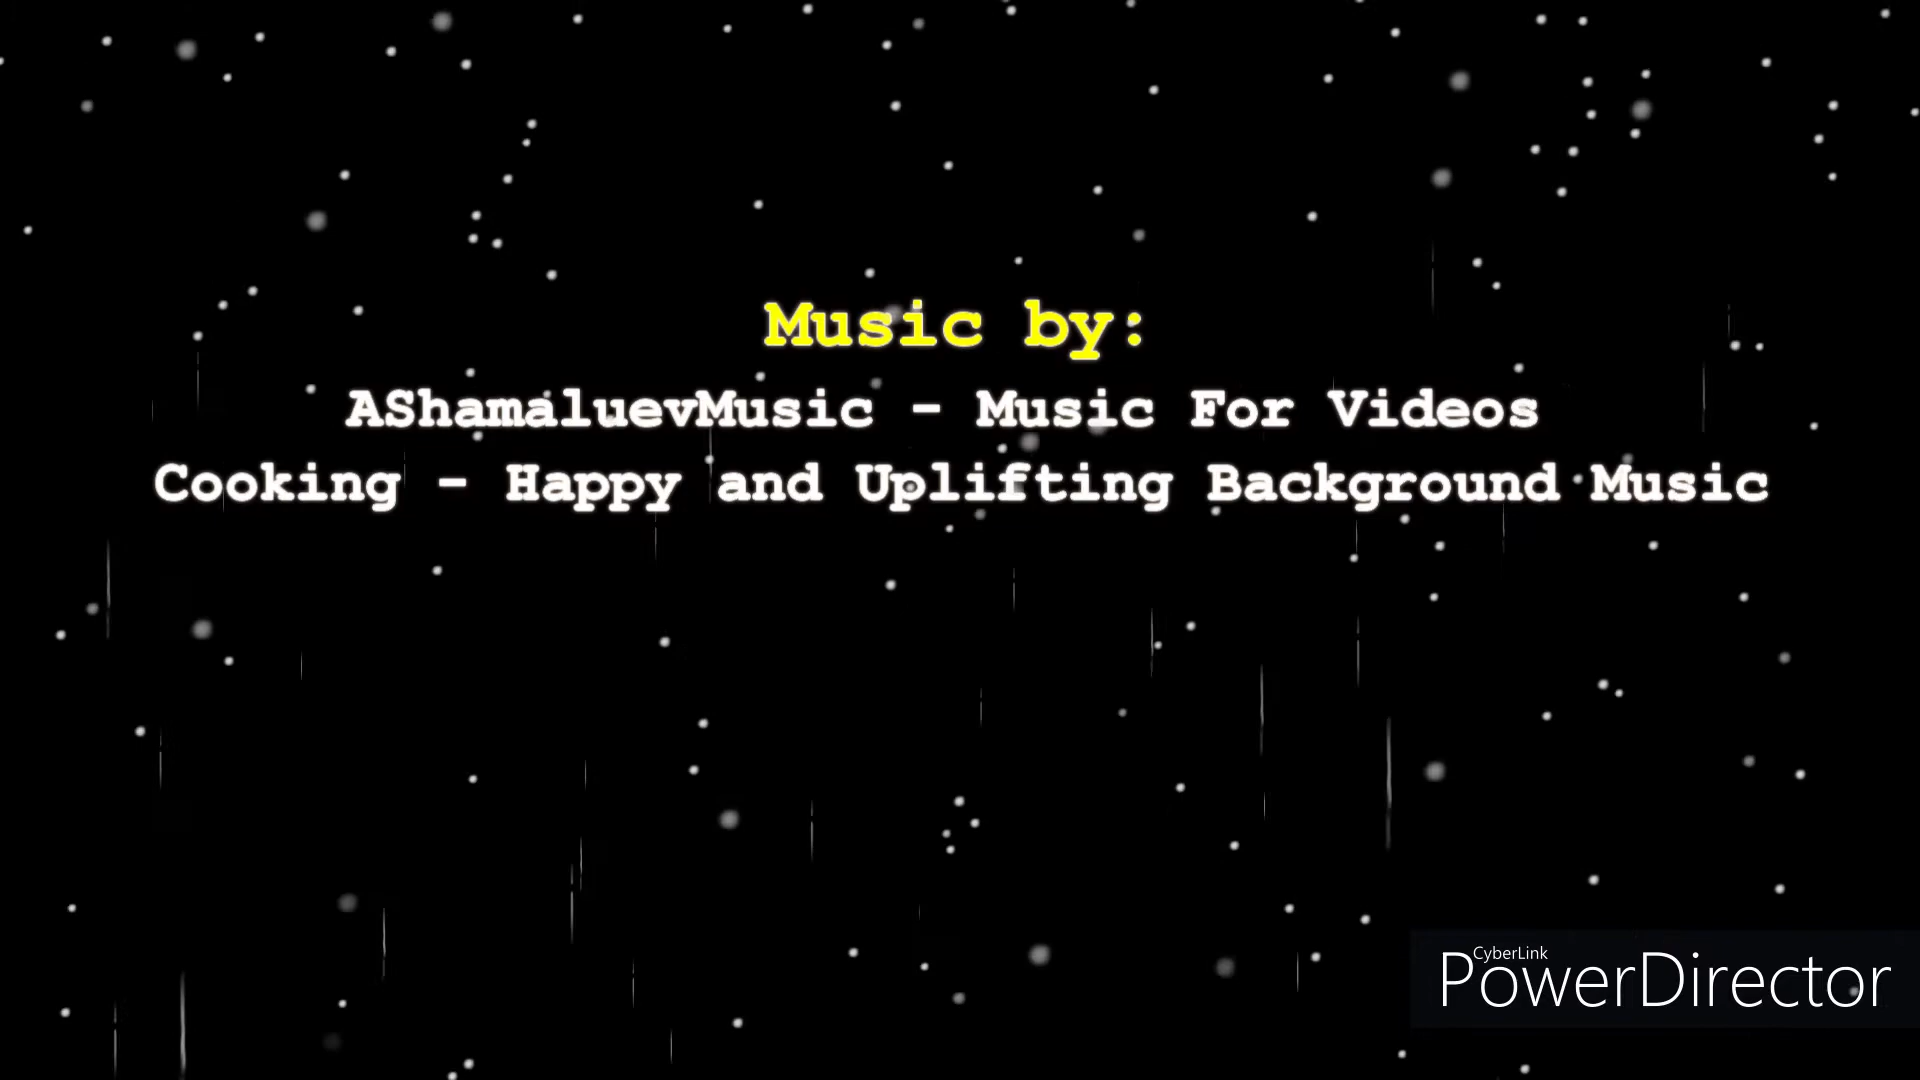 Music by:
AShamaluevMusic - Music For Videos
Cooking - Happy and Uplifting Background Music
CyberLink
PowerDirector